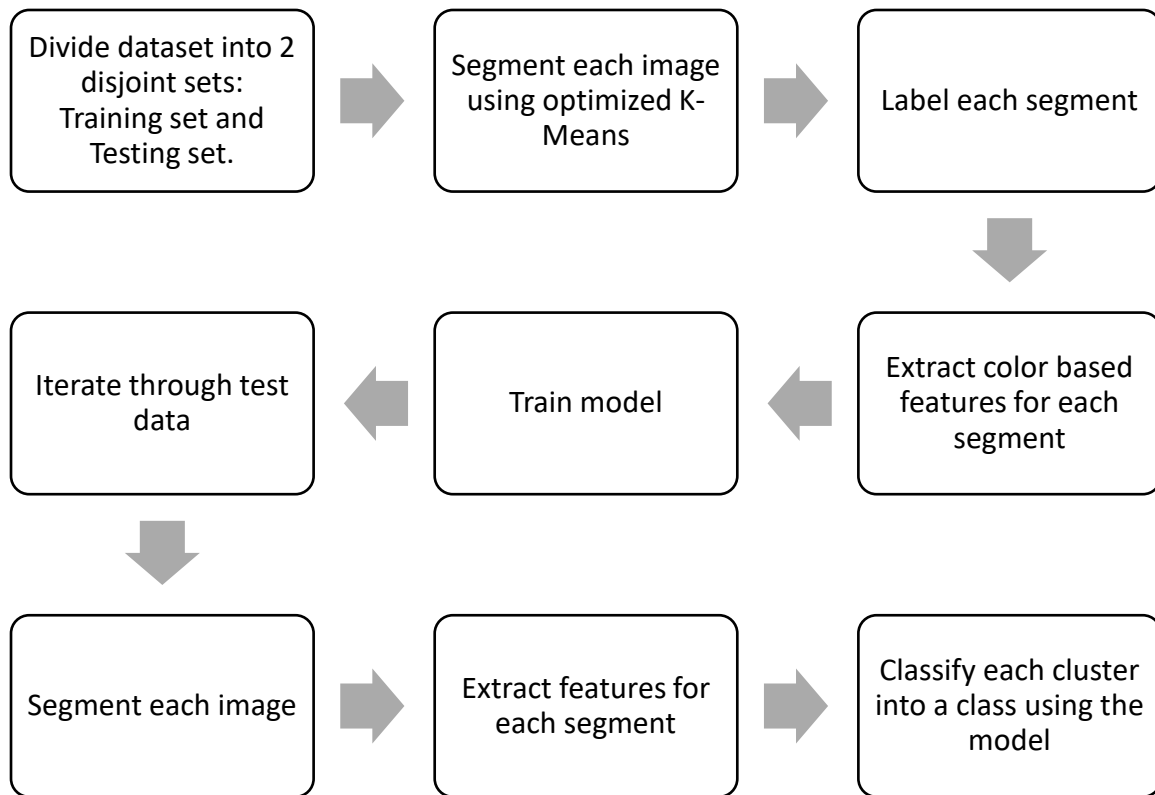 Divide dataset into 2
disjoint sets:
Training set and
Testing set.
Segment each image
using optimized K-
Means
Label each segment
Extract color based
features for each
segment
Train model
Iterate through test
data
Segment each image
Extract features for
each segment
Classify each cluster
into a class using the
model